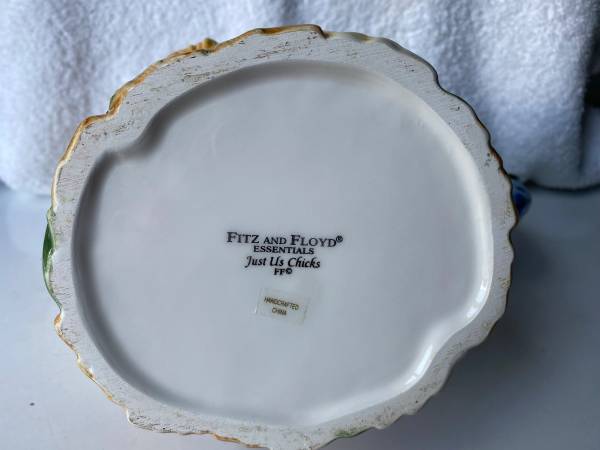 FITZ AND FLOYD®
ESSENTIALS
Just Us Chicks
FF©
HANDCRAFTED
CHINA